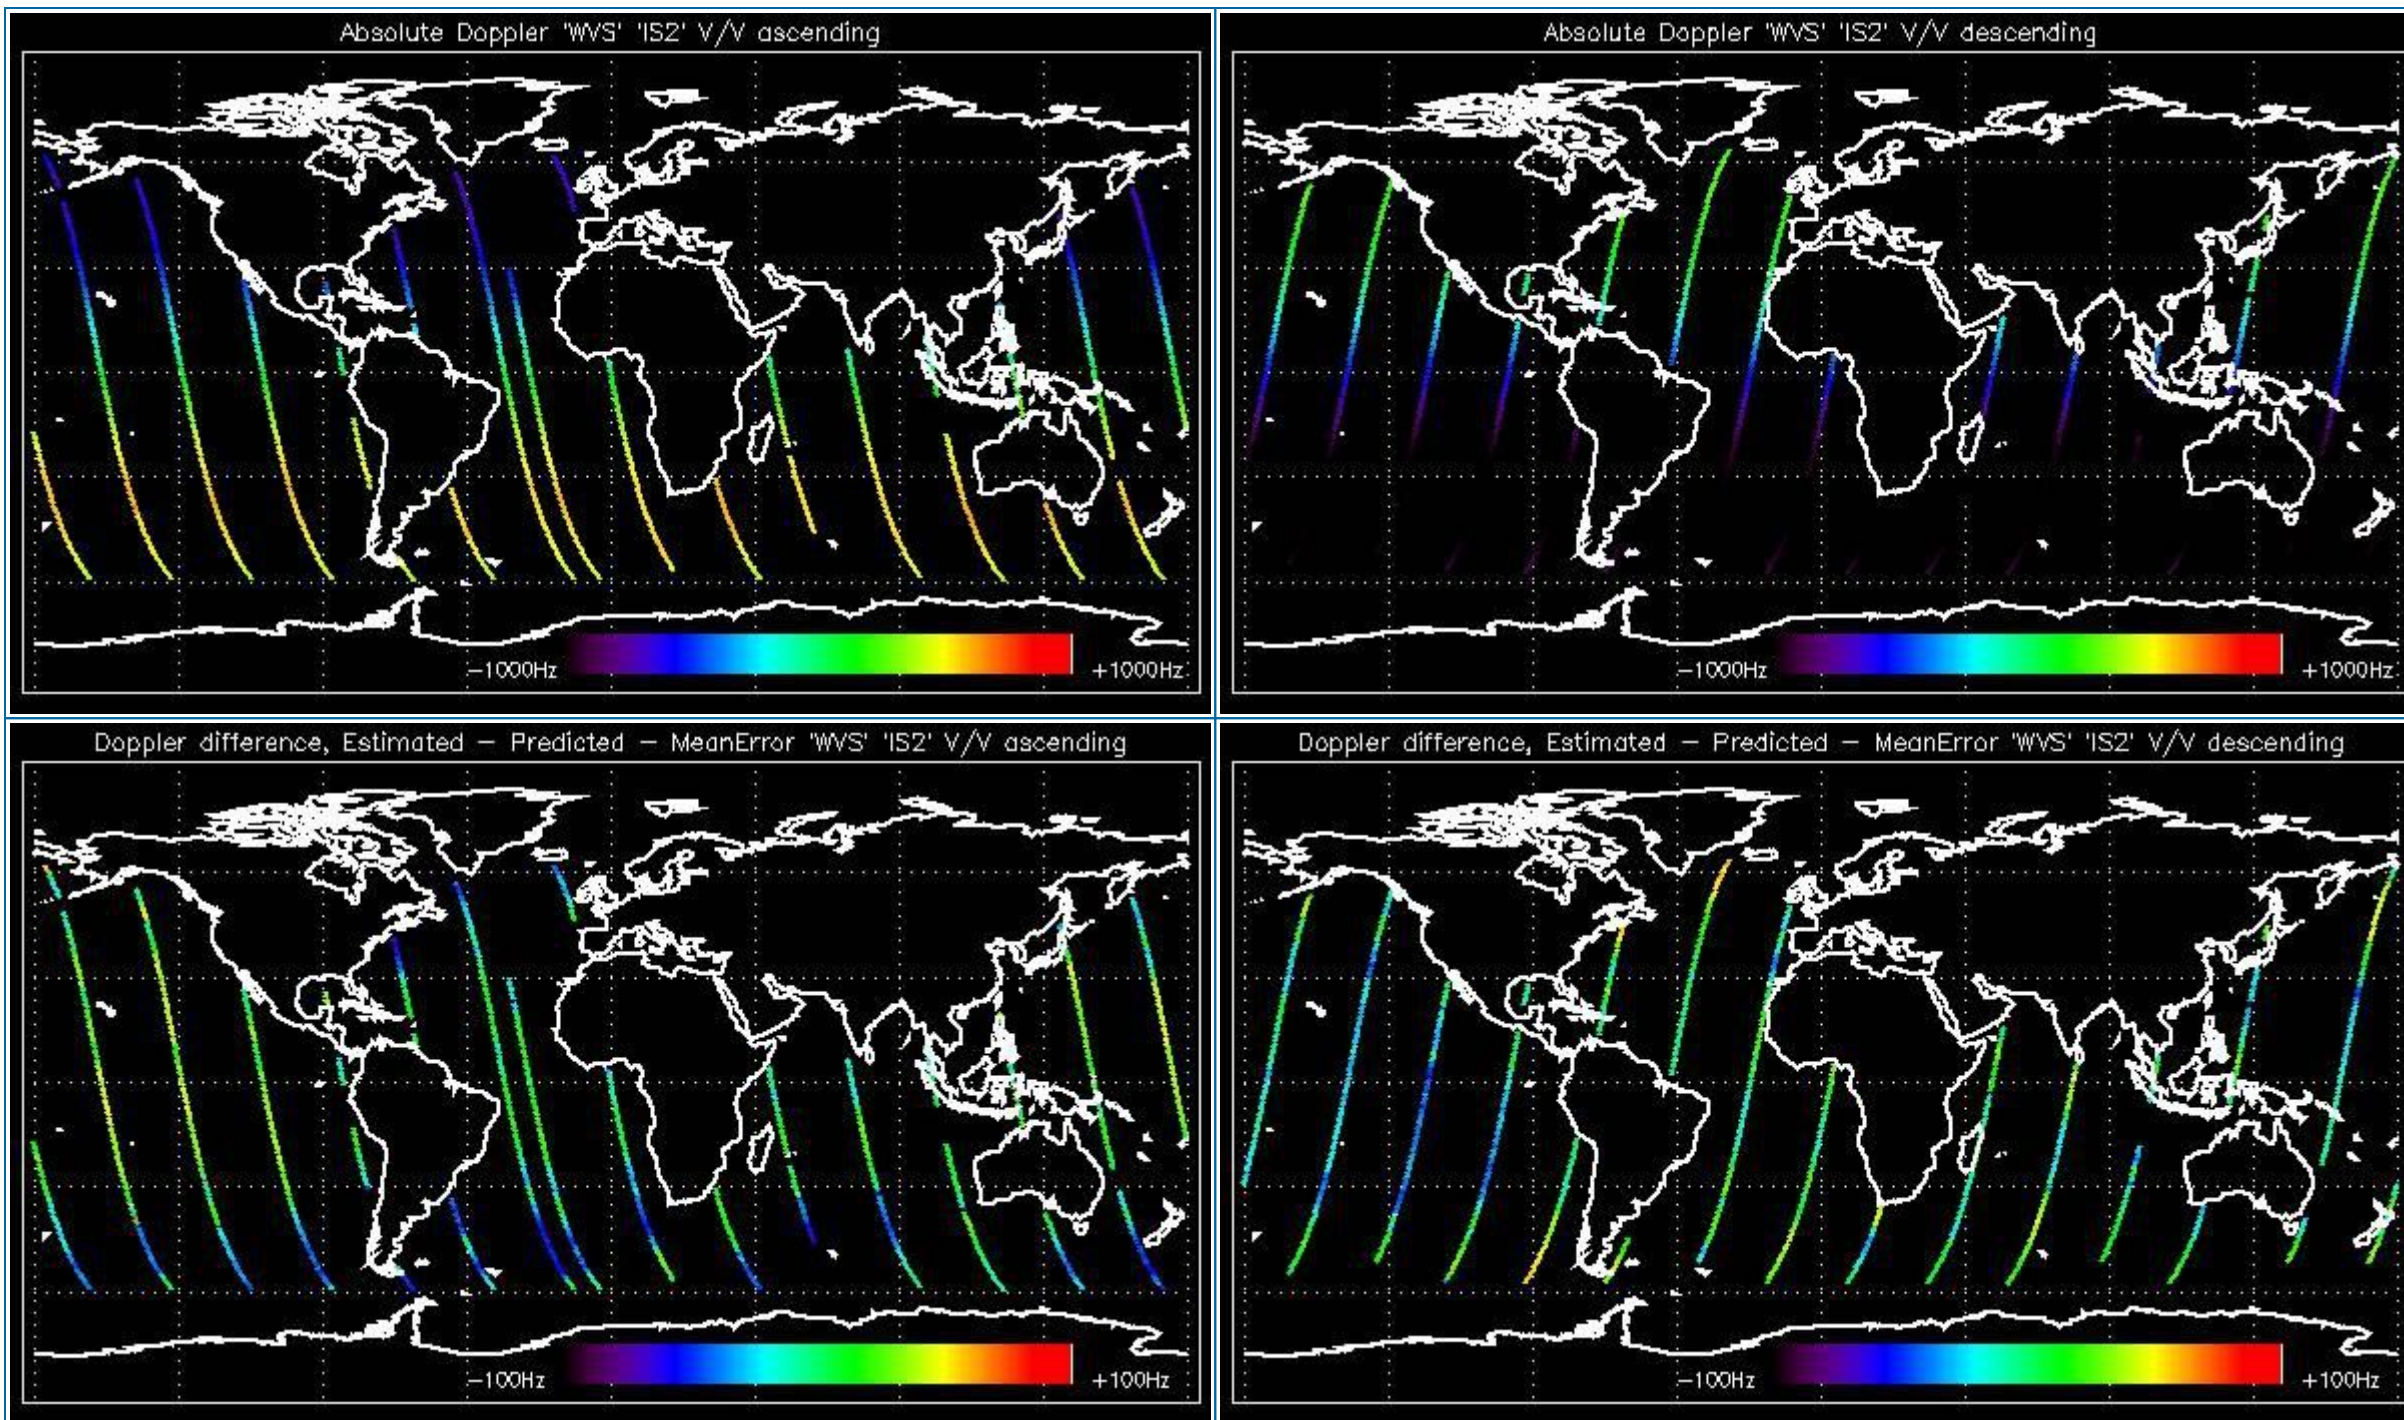 Absolute Doppler 'WVS' 'IS2' V/V ascending
−1000Hz
+1000Hz
Absolute Doppler 'WVS' 'IS2' V/V descending
−1000Hz
+1000Hz
Doppler difference, Estimated − Predicted − MeanError 'WVS' 'IS2' V/V ascending
−100Hz
+100Hz
Doppler difference, Estimated − Predicted − MeanError 'WVS' 'IS2' V/V descending
−100Hz
+100Hz